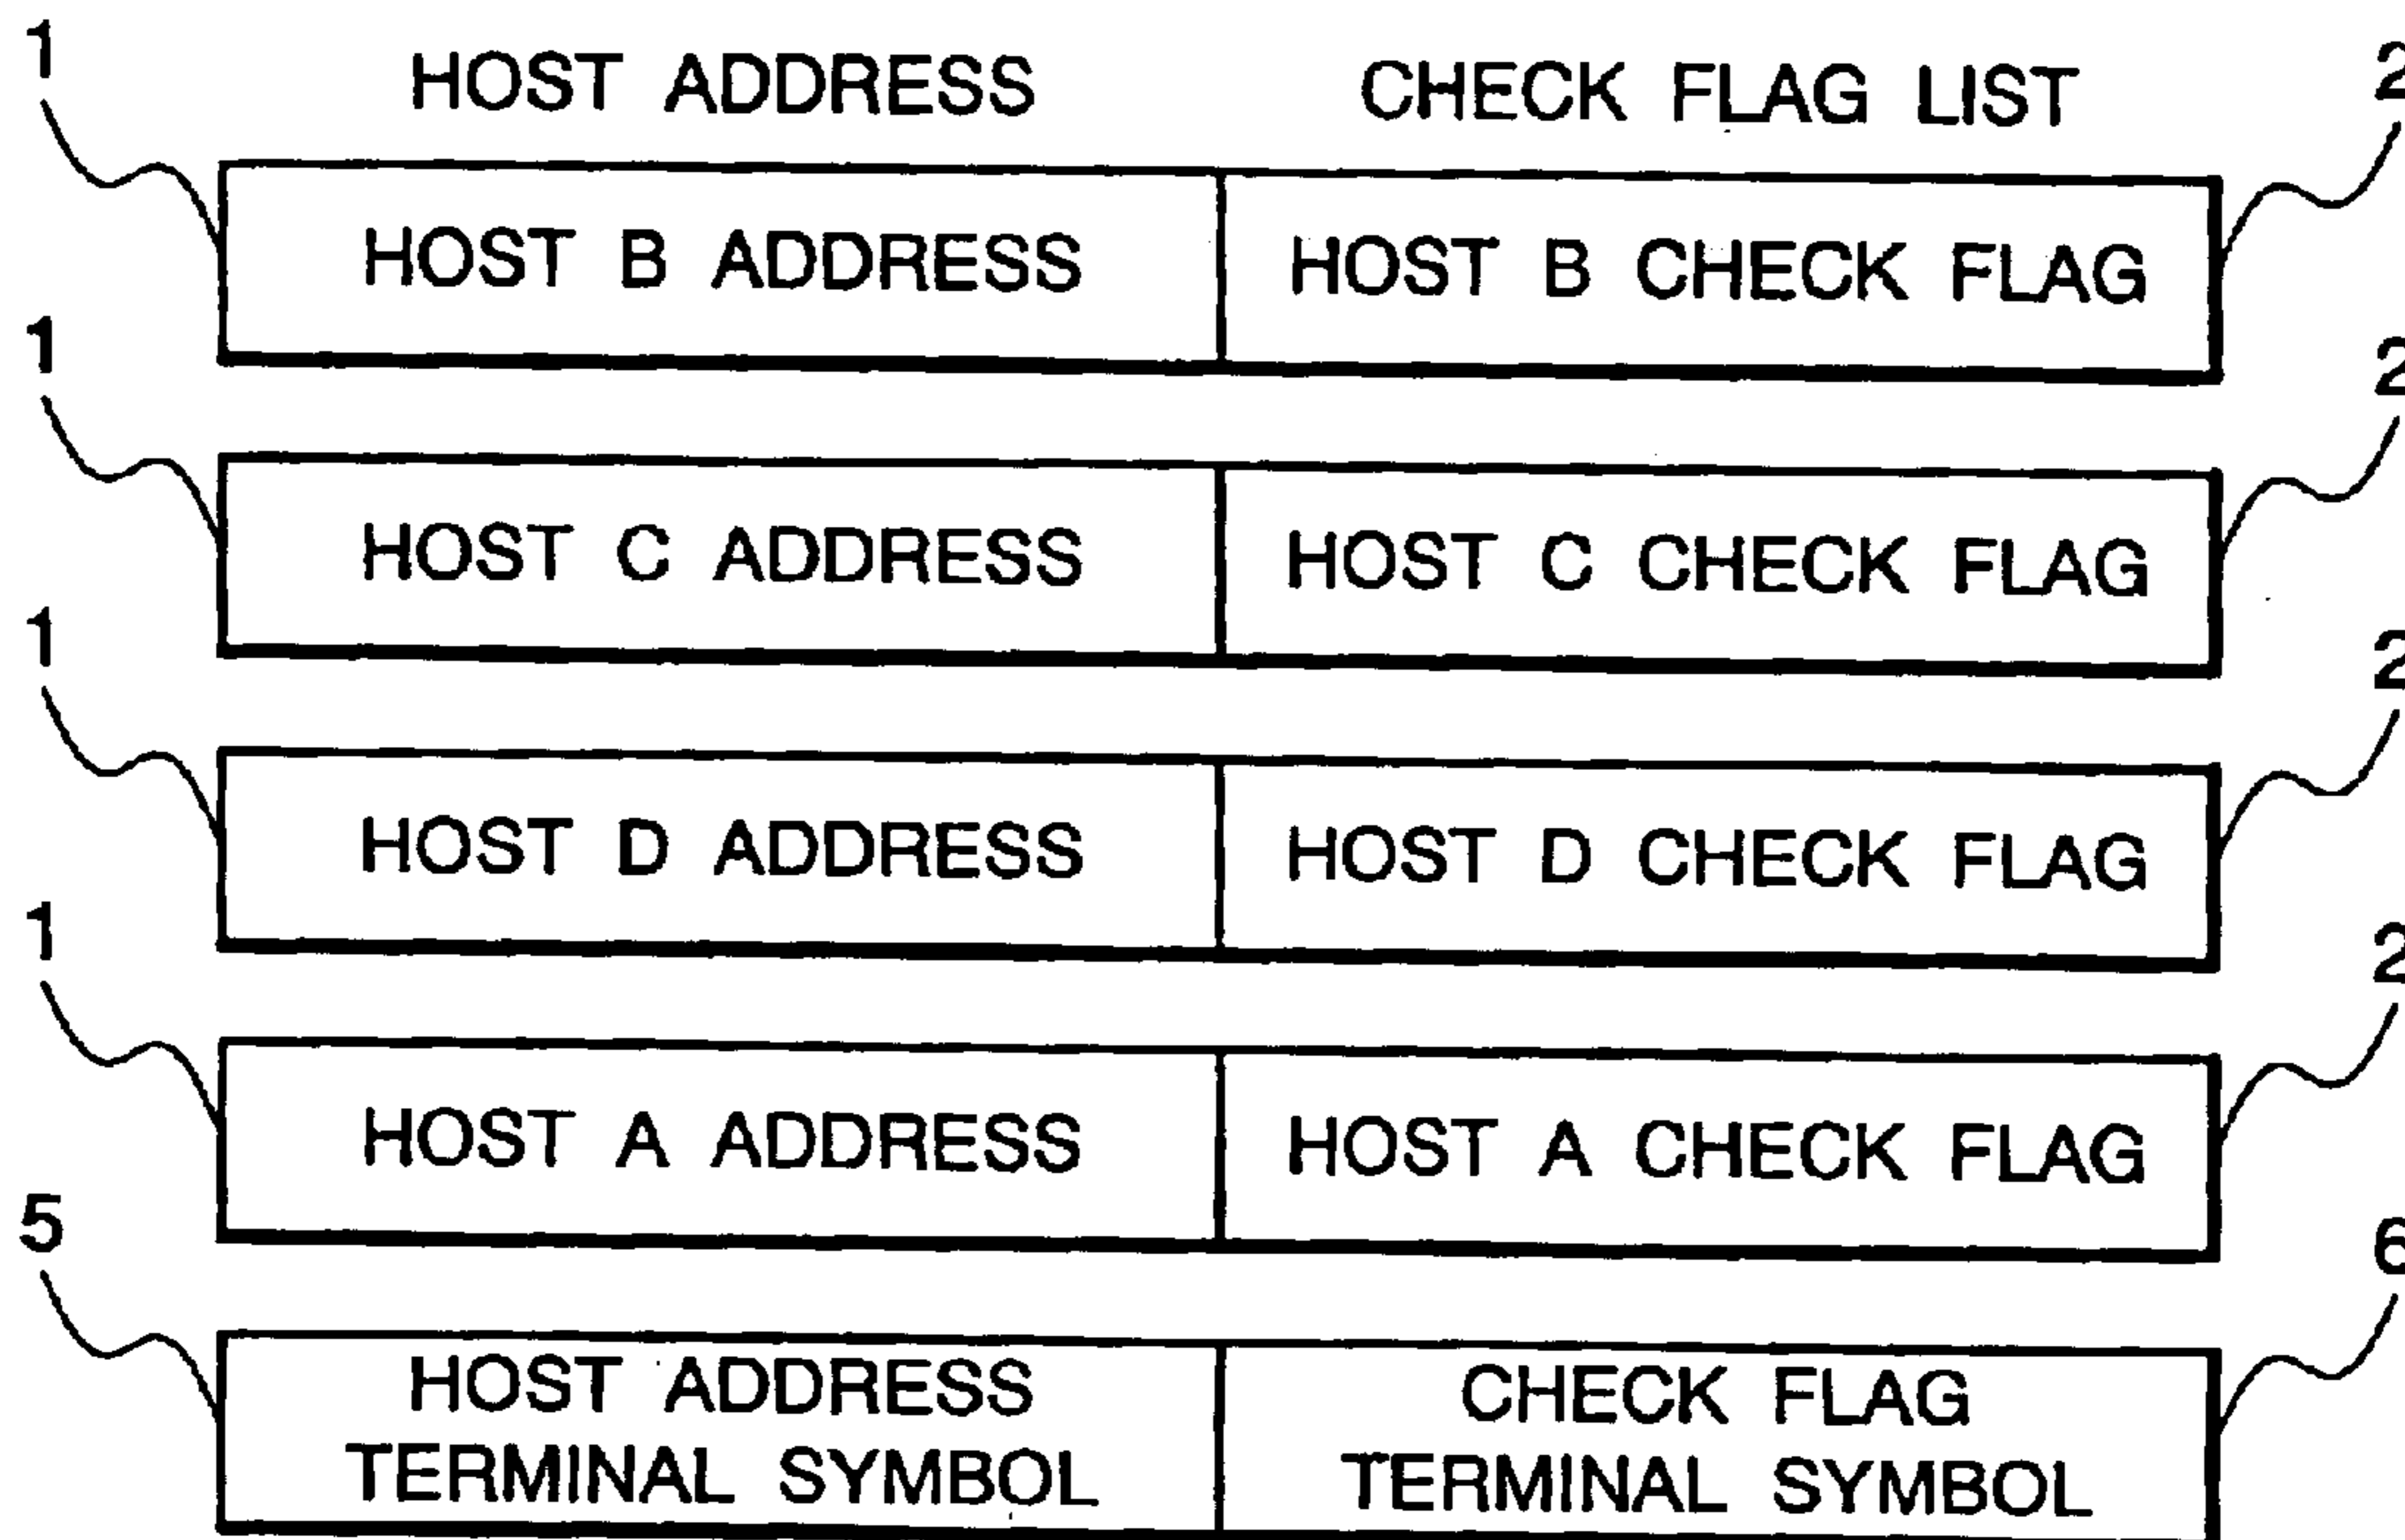 1 HOST ADDRESS CHECK FLAG LIST 2
HOST B ADDRESS HOST B CHECK FLAG
1 2
HOST C ADDRESS HOST C CHECK FLAG
1 2
HOST D ADDRESS HOST D CHECK FLAG
1 2
HOST A ADDRESS HOST A CHECK FLAG
5 6
HOST ADDRESS CHECK FLAG
TERMINAL SYMBOL TERMINAL SYMBOL